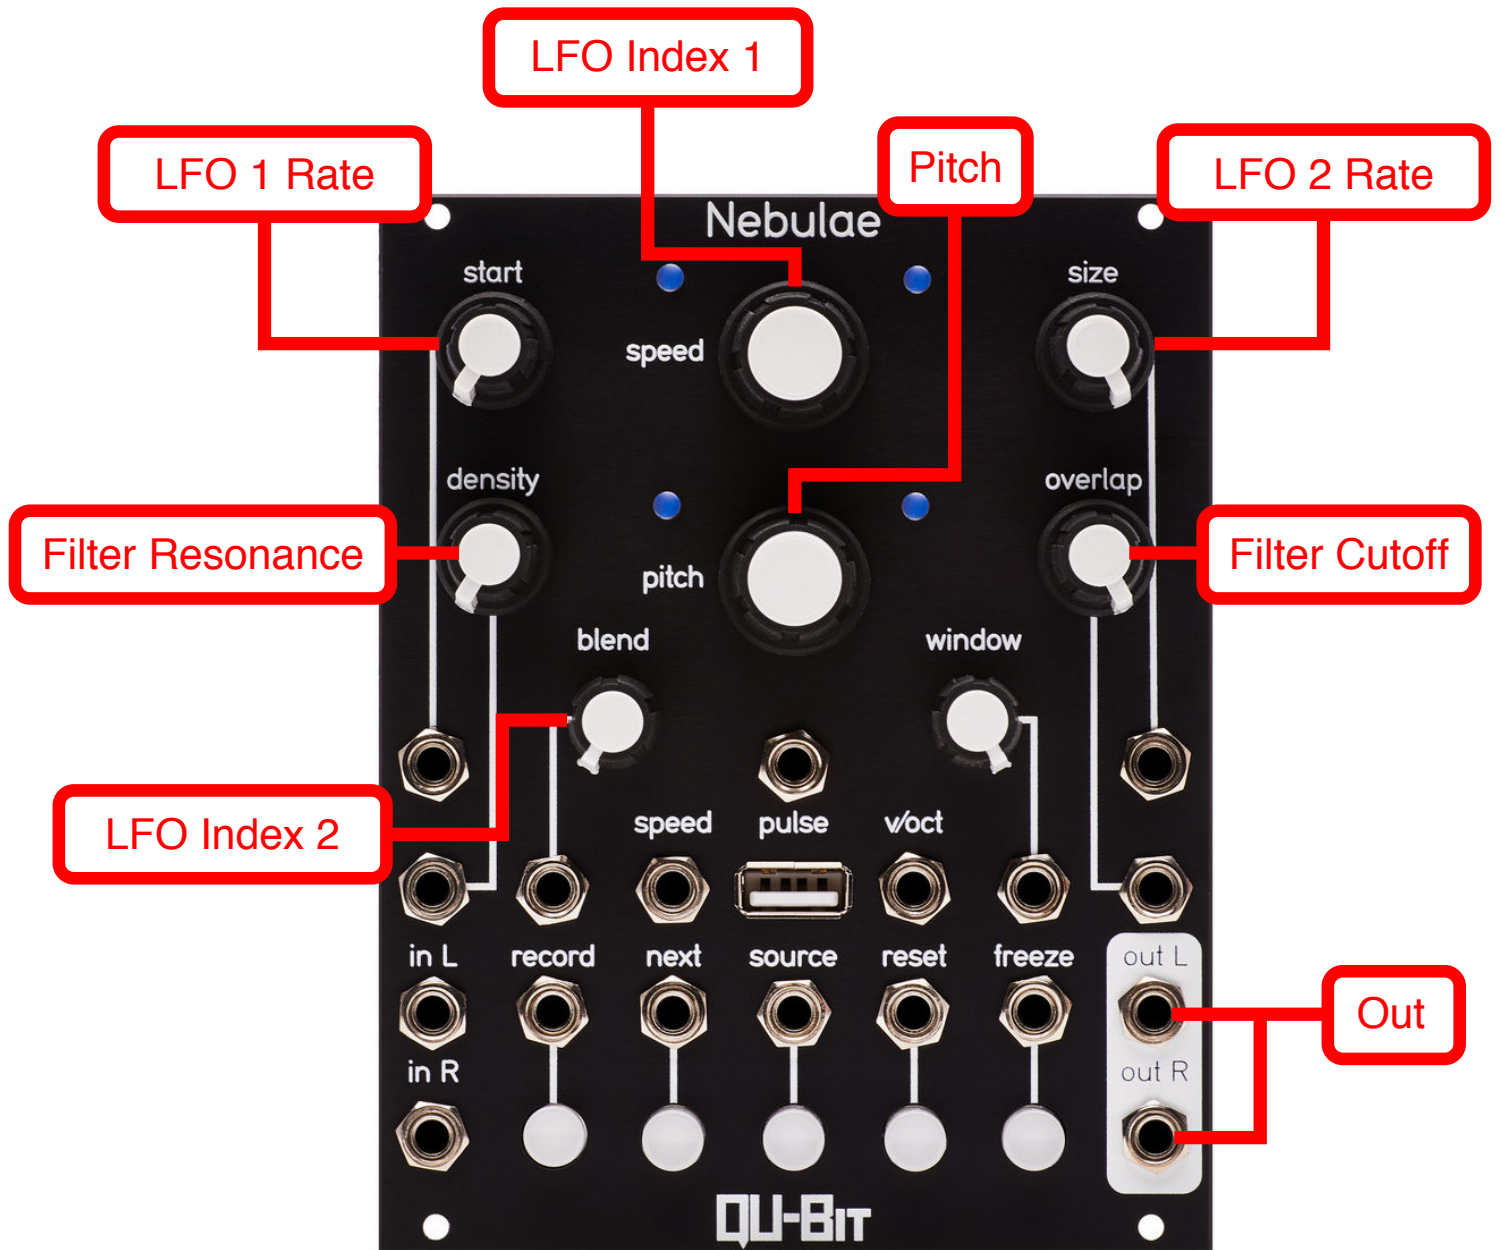 LFO Index 1
LFO 1 Rate
Pitch
LFO 2 Rate
Nebulae
start
size
speed
density
overlap
Filter Resonance
pitch
Filter Cutoff
blend
window
LFO Index 2
speed
pulse
v/oct
in L
record
next
source
reset
freeze
out L
Out
in R
out R
QU-BIT